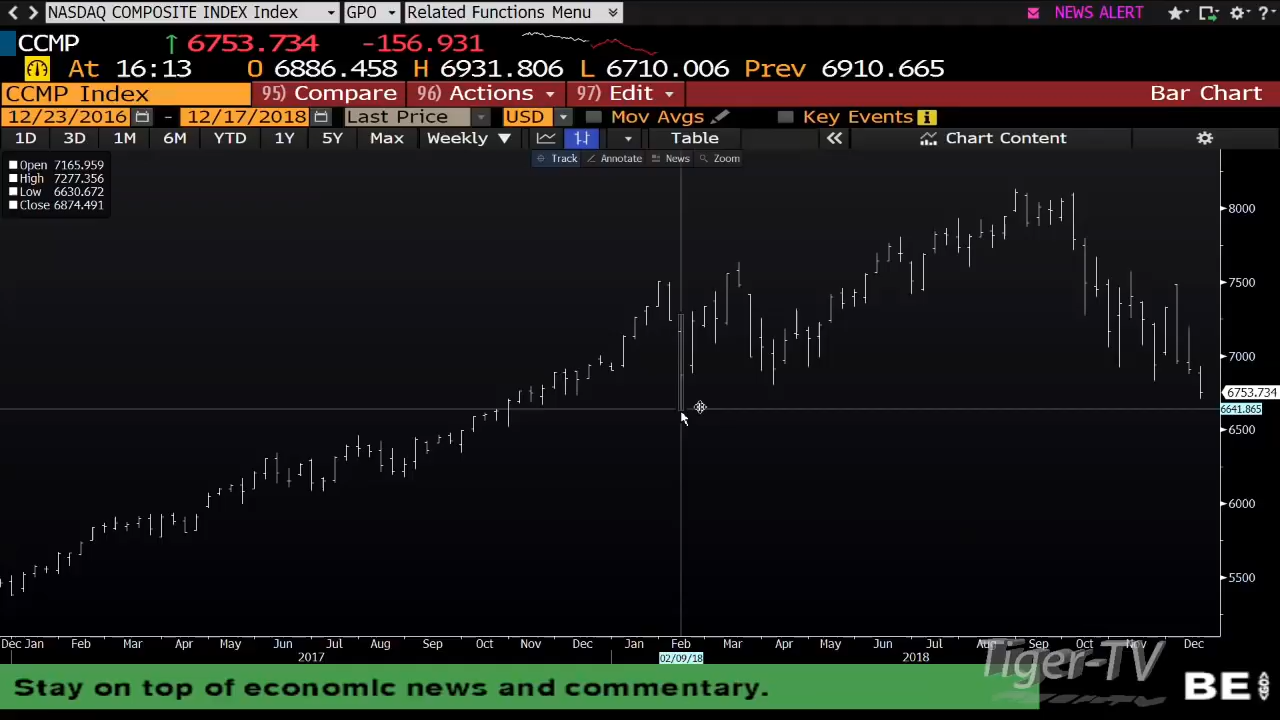 NASDAQ COMPOSITE INDEX Index GPO Related Functions Menu NEWS ALERT ?
CCMP 6753.734 -156.931
At 16:13 O 6886.458 H 6931.806 L 6710.006 Prev 6910.665
CCMP Index 95) Compare 96) Actions 97) Edit Bar Chart
12/23/2016 - 12/17/2018 Last Price USD Mov Avgs Key Events i
1D 3D 1M 6M YTD 1Y 5Y Max Weekly Table Chart Content
Track Annotate News Zoom
Open 7165.959
High 7277.356
Low 6630.672
Close 6874.491
8000
7500
7000
6753.734
6641.865
6500
6000
5500
Dec Jan Feb Mar Apr May Jun Jul Aug Sep Oct Nov Dec Jan Feb Mar Apr May Jun Jul Aug Sep Oct Nov Dec
2017 02/09/18 2018
Tiger-TV
Stay on top of economic news and commentary.
BE